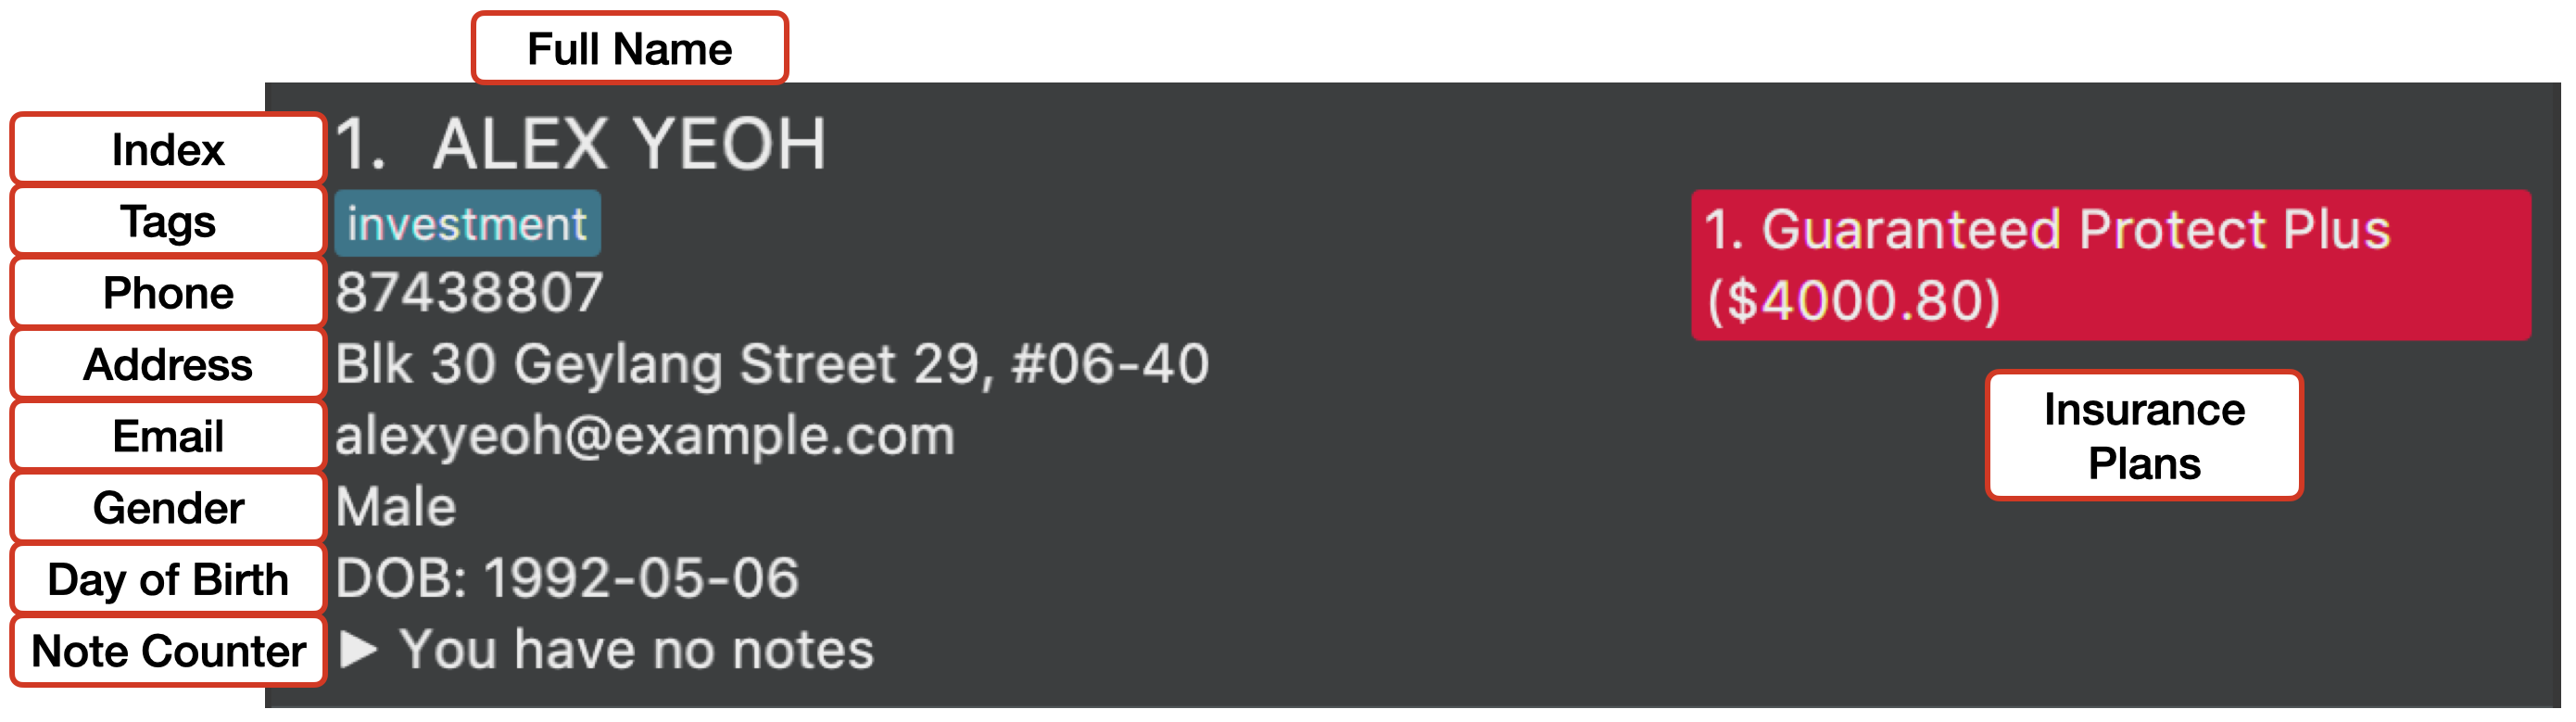 Full Name
Index
1. ALEX YEOH
Tags
investment
1. Guaranteed Protect Plus
($4000.80)
Phone
87438807
Address
Blk 30 Geylang Street 29, #06-40
Insurance
Plans
Email
alexyeoh@example.com
Gender
Male
Day of Birth
DOB: 1992-05-06
Note Counter
▶ You have no notes